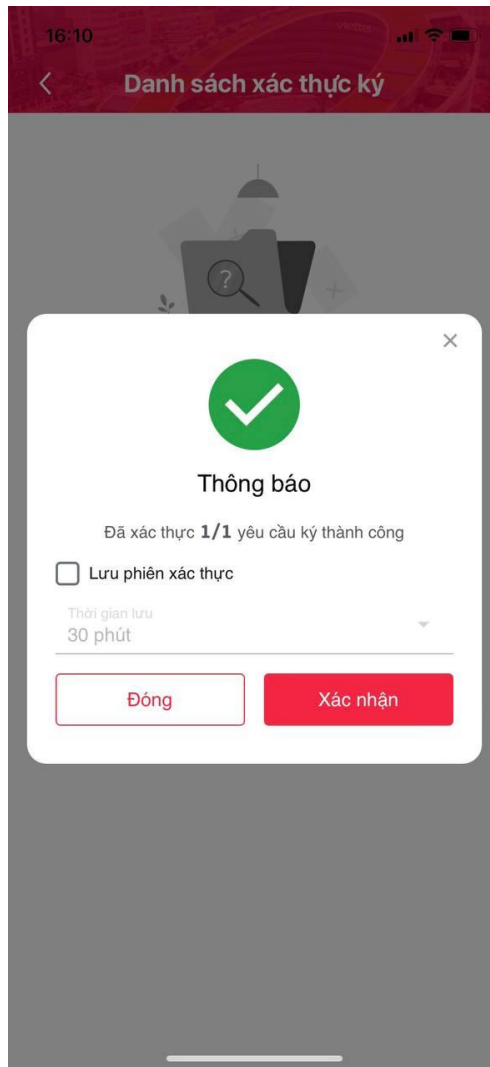 16:10
viettel
Danh sách xác thực ký
?
×
Thông báo
Đã xác thực 1/1 yêu cầu ký thành công
Lưu phiên xác thực
Thời gian lưu
30 phút
Đóng
Xác nhận